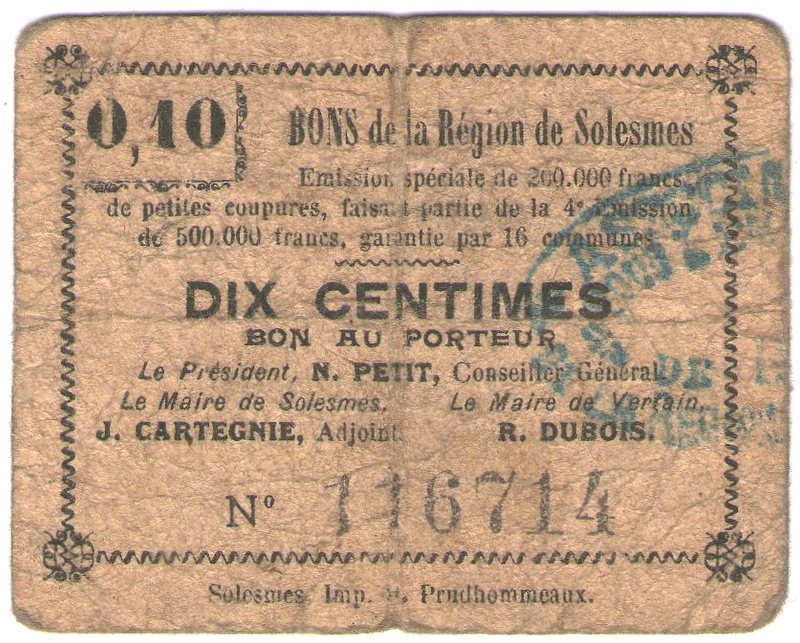 0,10
BONS de la Région de Solesmes
Emission spéciale de 200.000 francs,
de petites coupures, faisant partie de la 4e Emission
de 500.000 francs, garantie par 16 communes
DIX CENTIMES
BON AU PORTEUR
Le Président, N. PETIT, Conseiller Général
Le Maire de Solesmes, Le Maire de Vertain,
J. CARTEGNIE, Adjoint. R. DUBOIS.
No 116714
Solesmes, Imp. Prudhommeaux.
DE